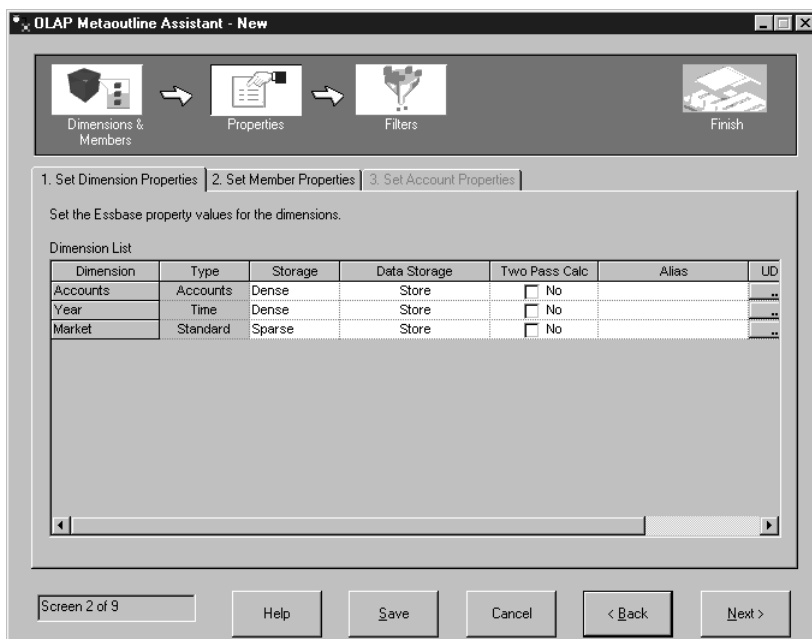 OLAP Metaoutline Assistant - New
Dimensions & Members
Properties
Filters
Finish
1. Set Dimension Properties 2. Set Member Properties 3. Set Account Properties
Set the Essbase property values for the dimensions.
Dimension List
Dimension Type Storage Data Storage Two Pass Calc Alias UD
Accounts Accounts Dense Store No ..
Year Time Dense Store No ..
Market Standard Sparse Store No ..
Screen 2 of 9 Help Save Cancel < Back Next >